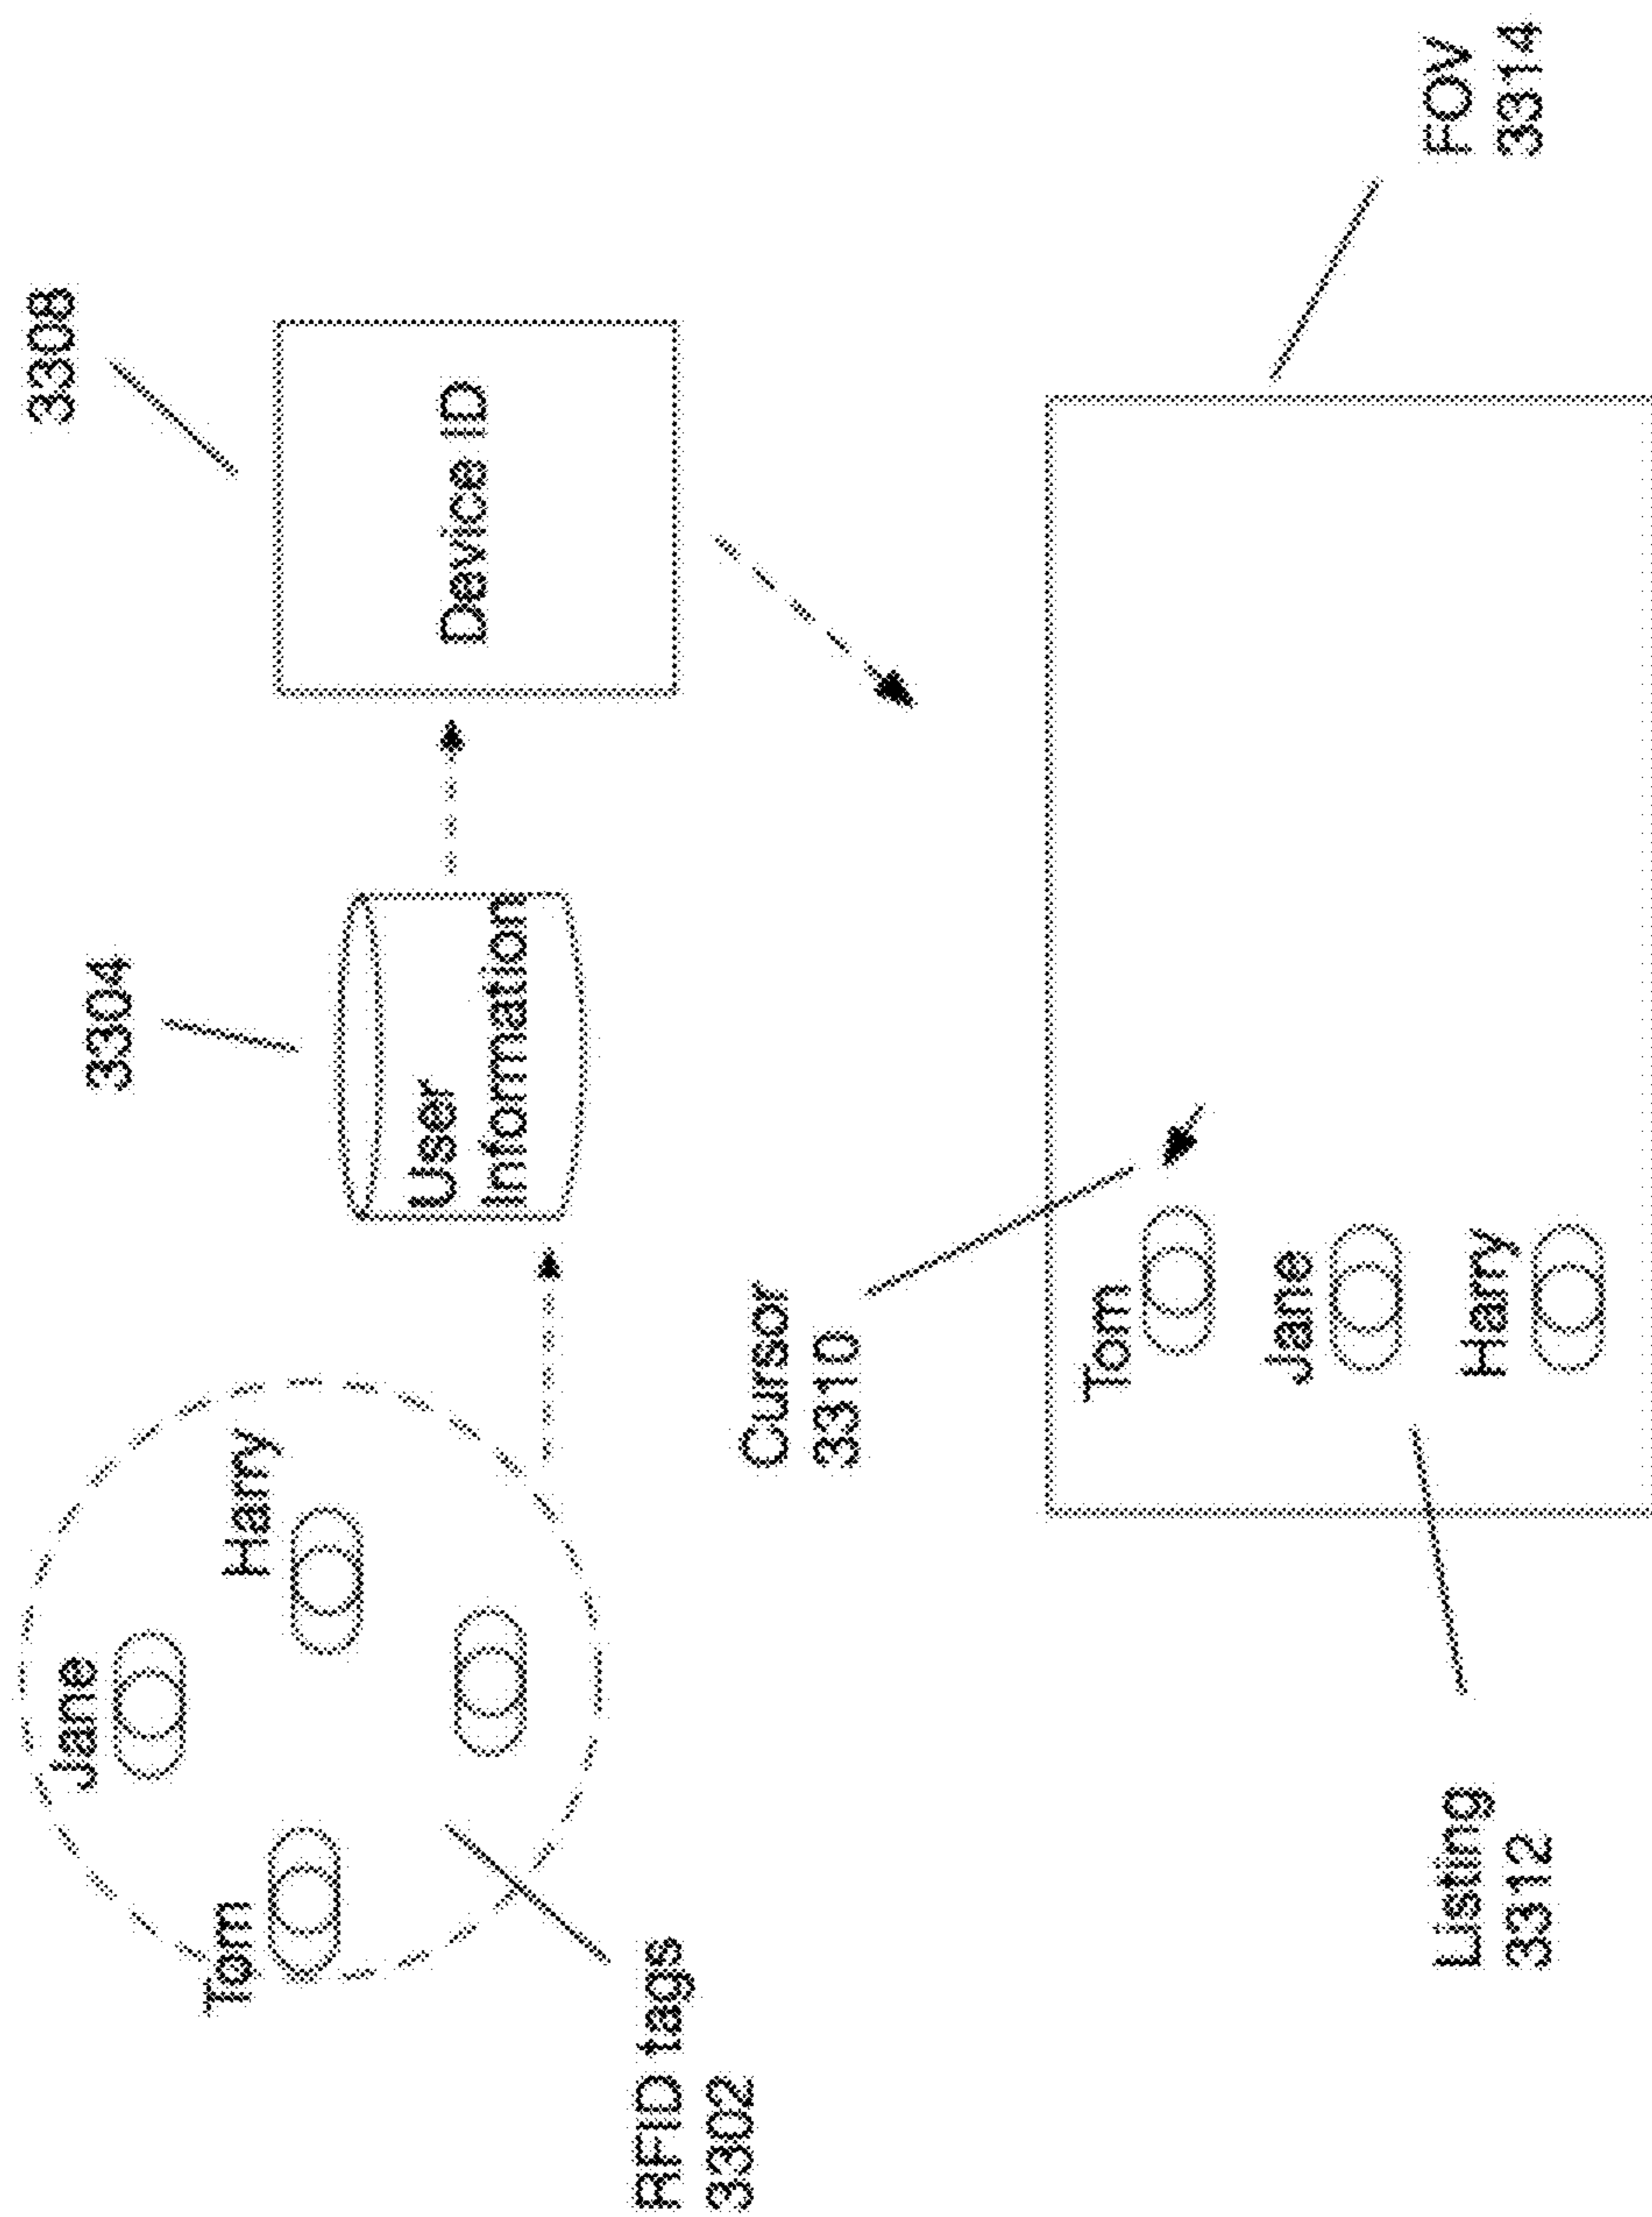 Jane
Tom
Harry
RFID tags
3302
3304
User
Information
3308
Device ID
Cursor
3310
Tom
Jane
Harry
Listing
3312
FOV
3314